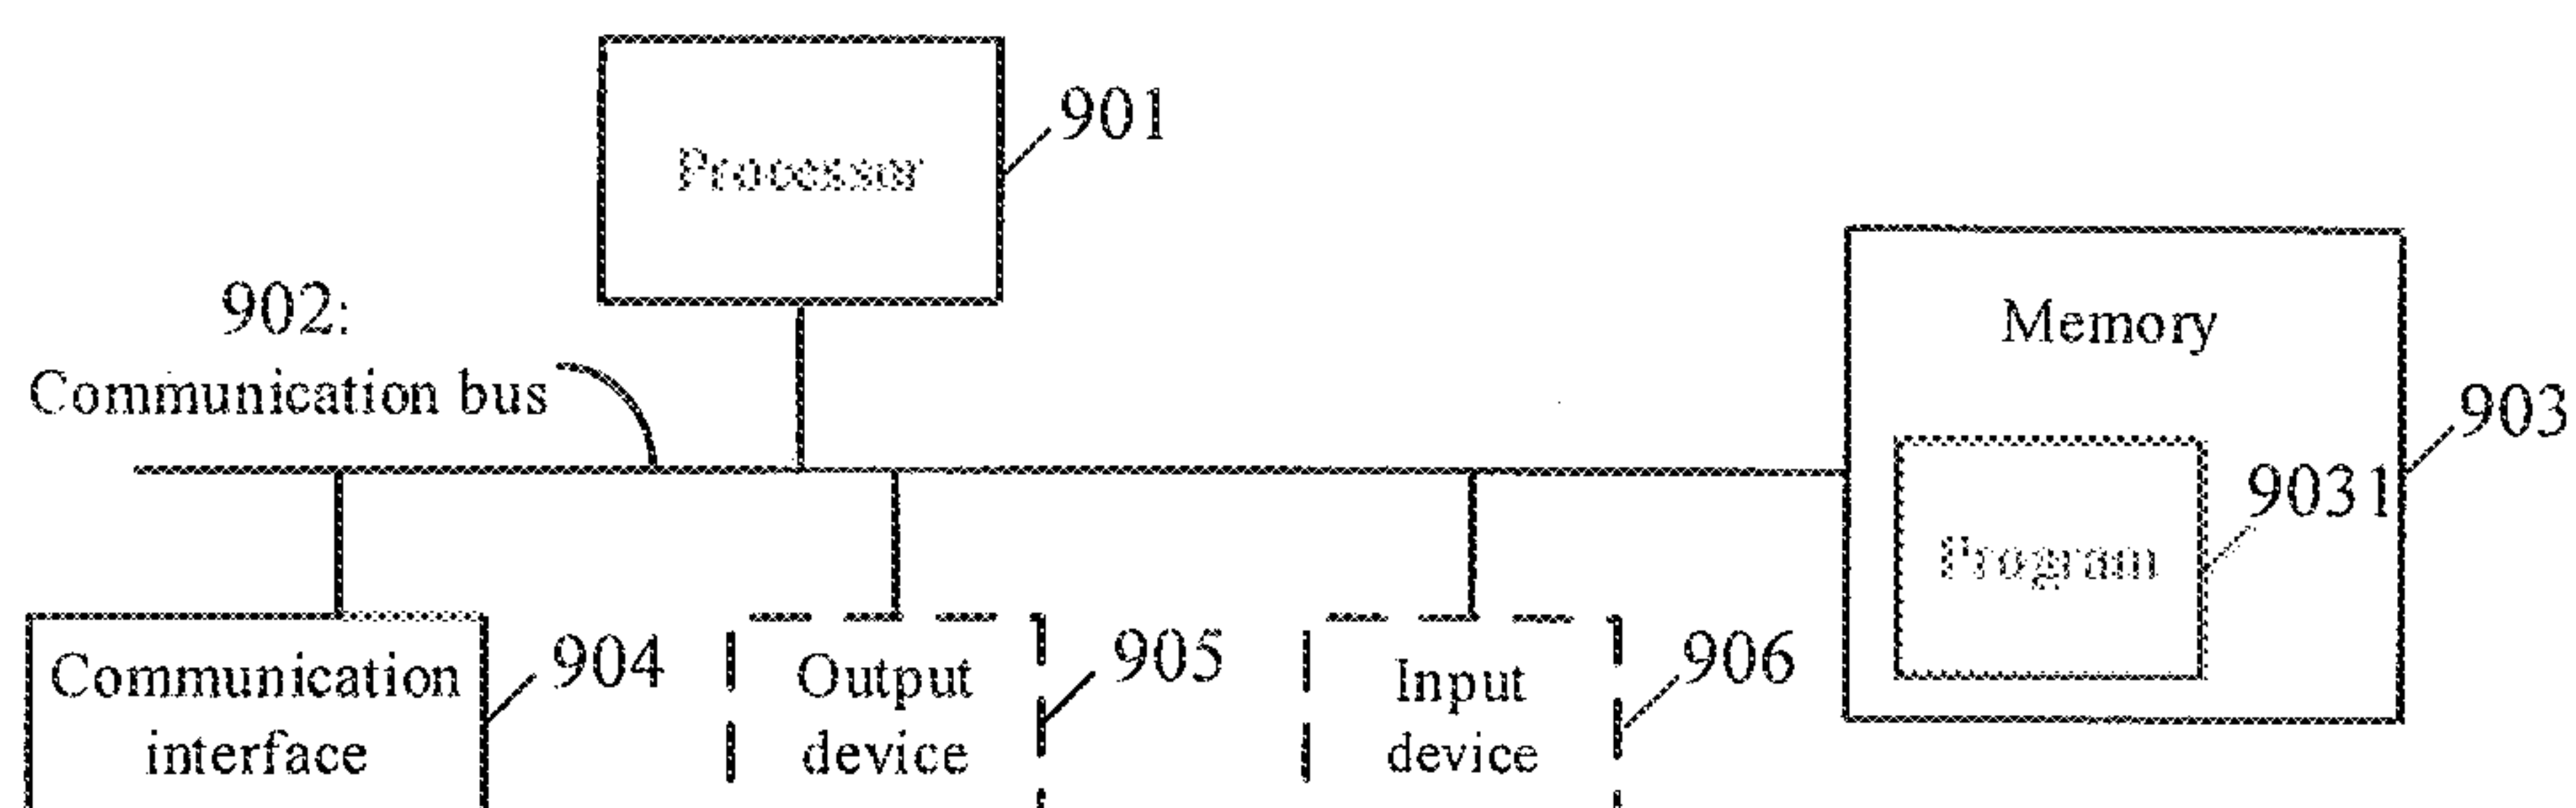 901
Processor
902:
Communication bus
Memory
903
9031
Program
Communication
interface
904
Output
device
905
Input
device
906